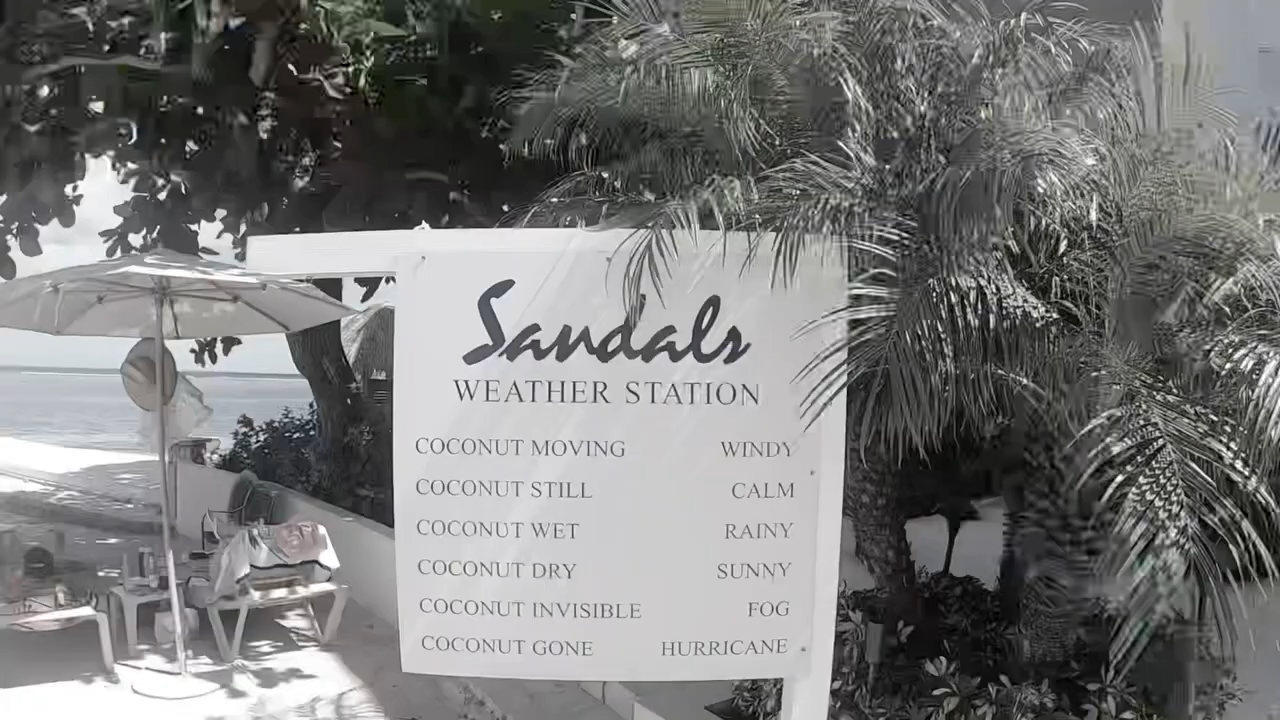 Sandals
WEATHER STATION
COCONUT MOVING WINDY
COCONUT STILL CALM
COCONUT WET RAINY
COCONUT DRY SUNNY
COCONUT INVISIBLE FOG
COCONUT GONE HURRICANE